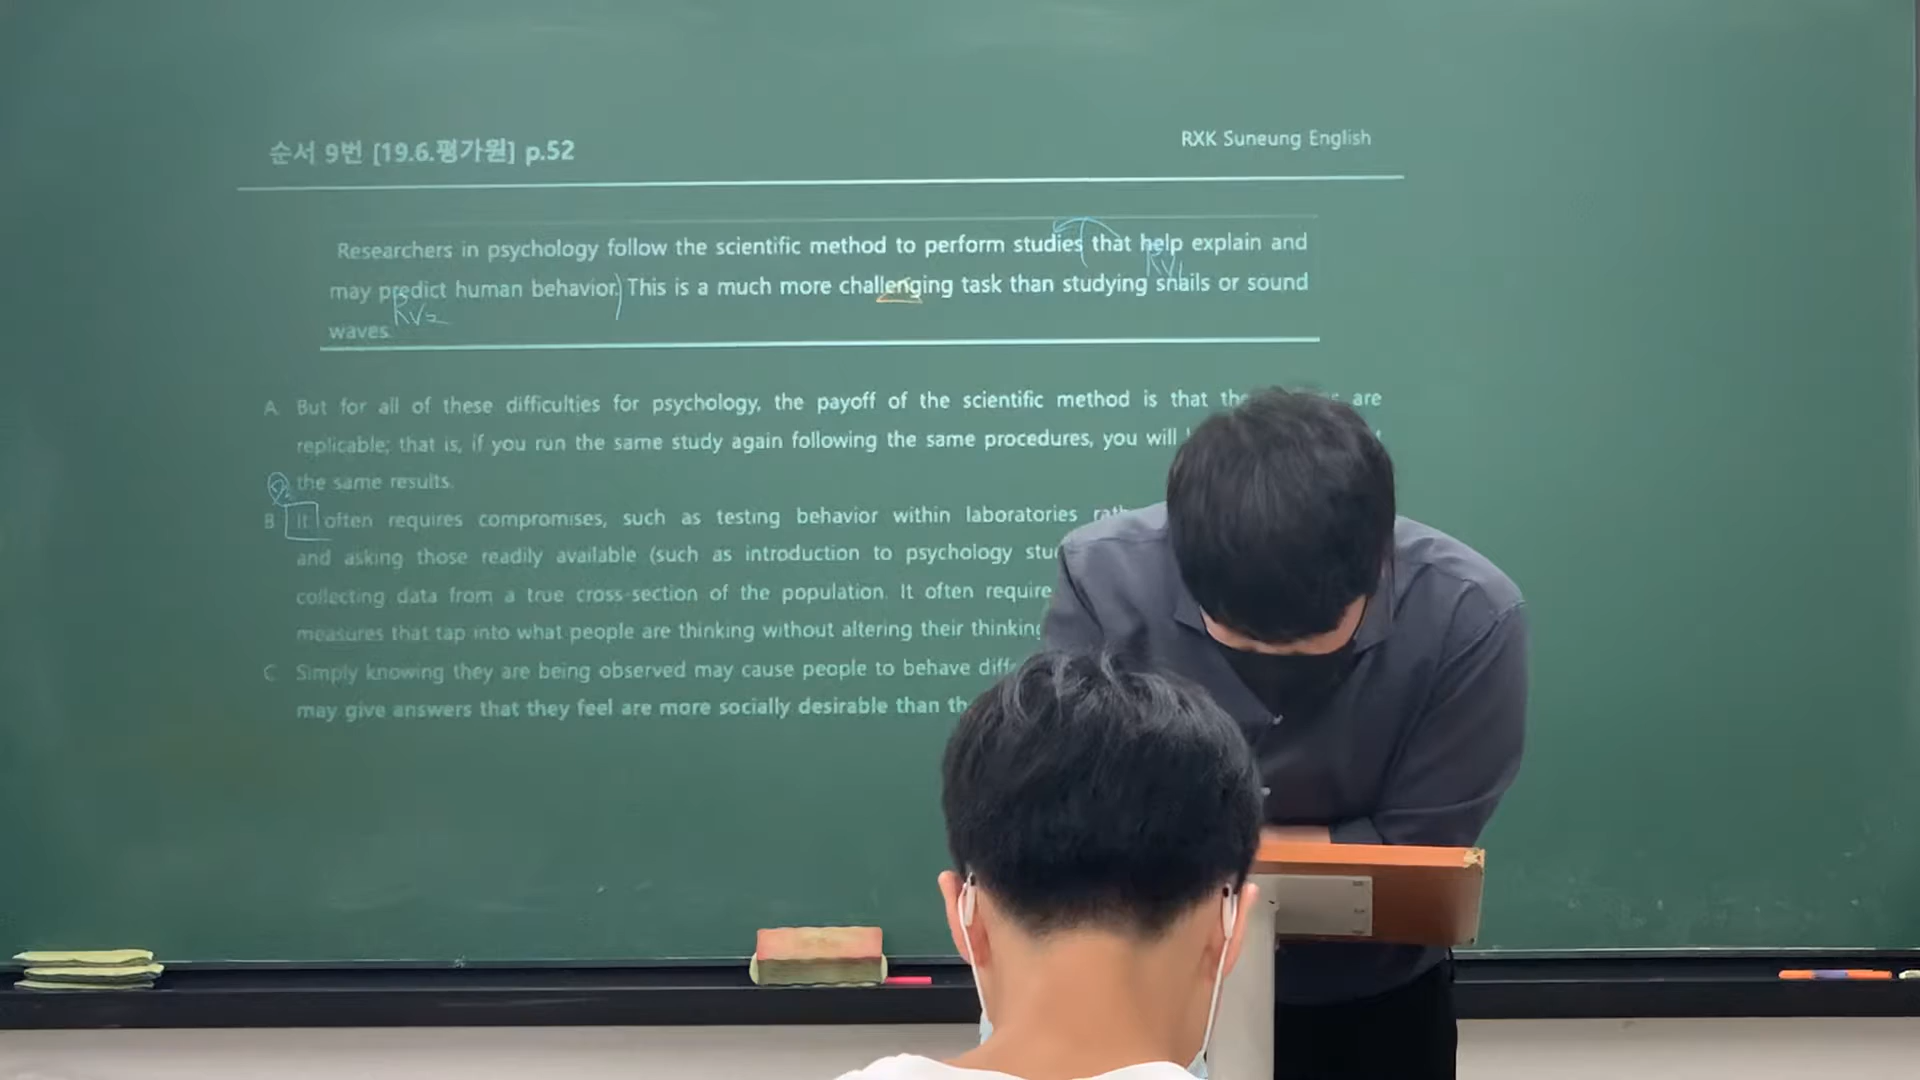 순서 9번 [19.6.평가원] p.52
RXK Suneung English
Researchers in psychology follow the scientific method to perform studies that help explain and
RV1
may predict human behavior.) This is a much more challenging task than studying snails or sound
RV2
waves.
A. But for all of these difficulties for psychology, the payoff of the scientific method is that the are
replicable; that is, if you run the same study again following the same procedures, you will
the same results.
B It often requires compromises, such as testing behavior within laboratories
and asking those readily available (such as introduction to psychology
collecting data from a true cross-section of the population. It often require
measures that tap into what people are thinking without altering their thinking
C Simply knowing they are being observed may cause people to behave
may give answers that they feel are more socially desirable than